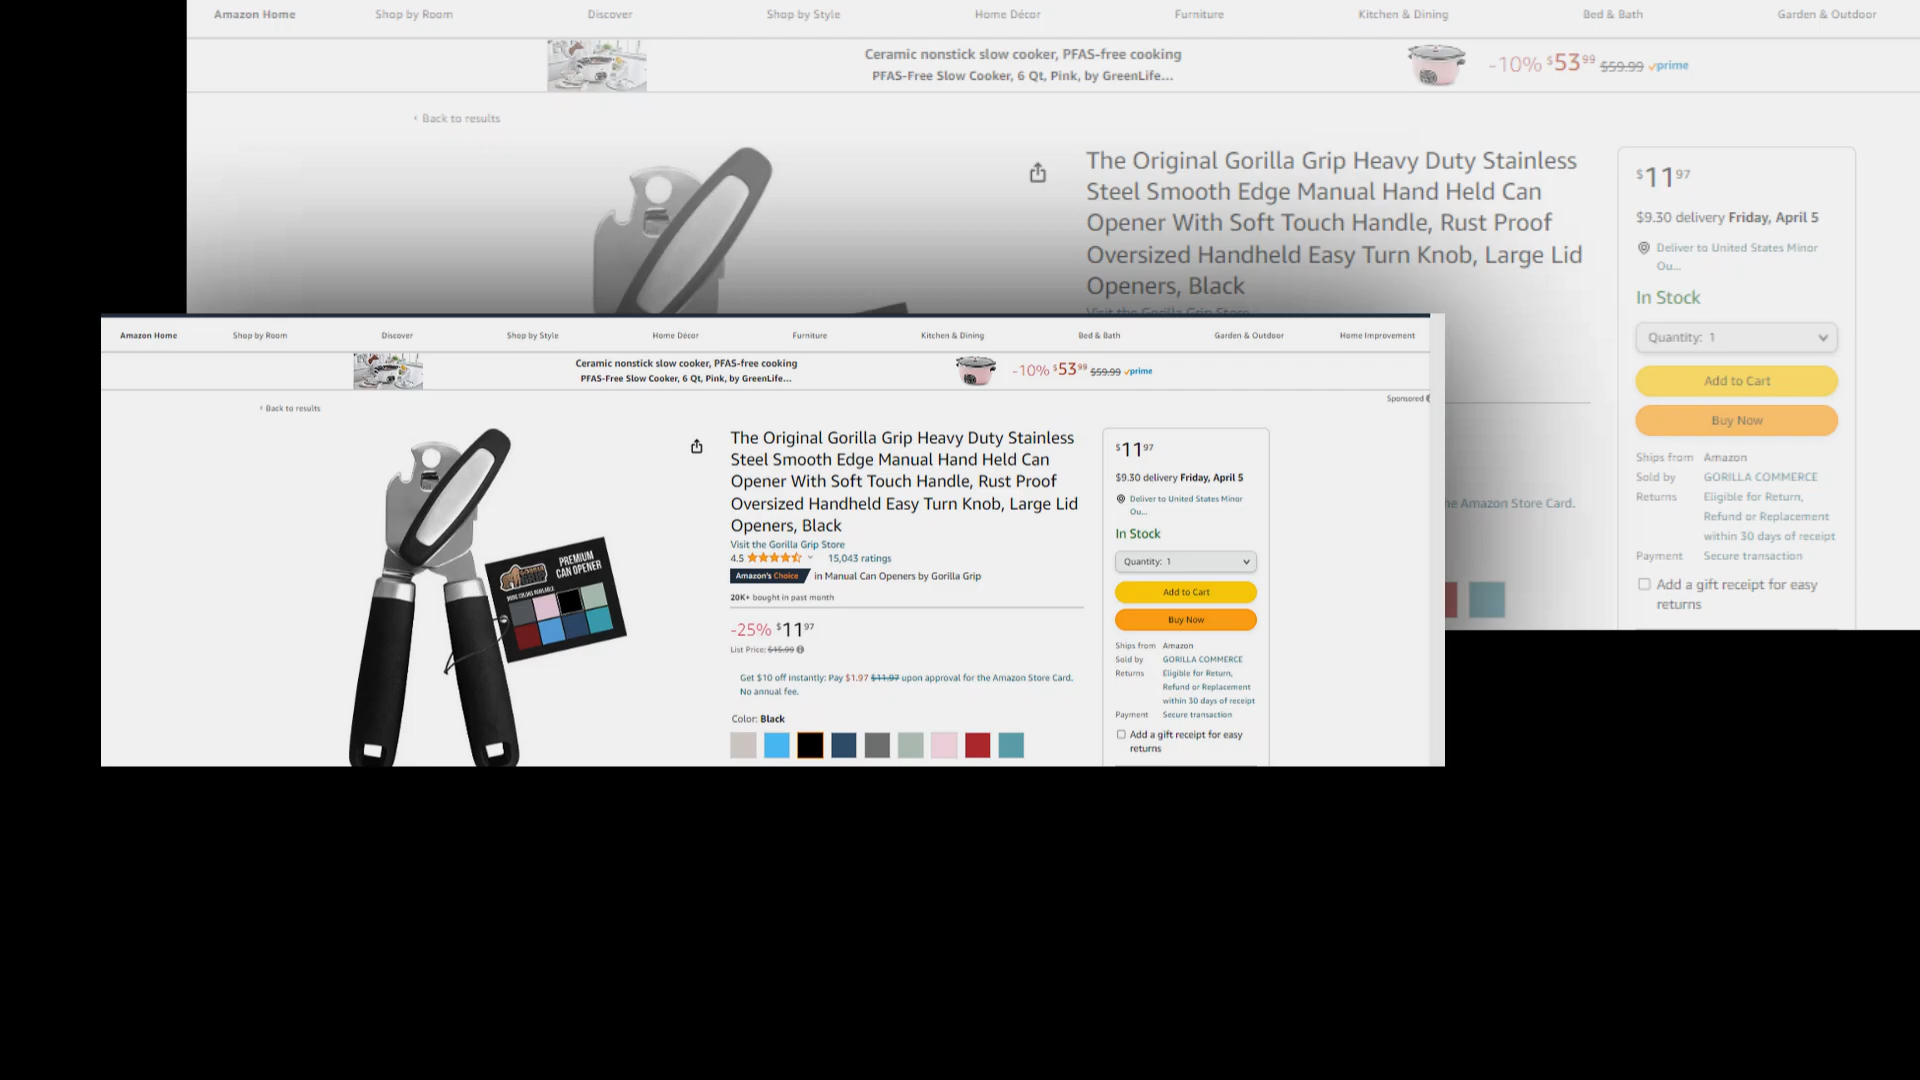 Amazon Home Shop by Room Discover Shop by Style Home Décor Furniture Kitchen & Dining Bed & Bath Garden & Outdoor
Ceramic nonstick slow cooker, PFAS-free cooking
PFAS-Free Slow Cooker, 6 Qt, Pink, by GreenLife...
-10% $53 99 $59.99 prime
‹ Back to results
The Original Gorilla Grip Heavy Duty Stainless
Steel Smooth Edge Manual Hand Held Can
Opener With Soft Touch Handle, Rust Proof
Oversized Handheld Easy Turn Knob, Large Lid
Openers, Black
Visit the Gorilla Grip Store
$11 97
$9.30 delivery Friday, April 5
Deliver to United States Minor
Ou...
In Stock
Quantity: 1
Add to Cart
Buy Now
Ships from Amazon
Sold by GORILLA COMMERCE
Returns Eligible for Return,
Refund or Replacement
within 30 days of receipt
Payment Secure transaction
Add a gift receipt for easy
returns
Amazon Store Card.
Amazon Home Shop by Room Discover Shop by Style Home Décor Furniture Kitchen & Dining Bed & Bath Garden & Outdoor Home Improvement
Ceramic nonstick slow cooker, PFAS-free cooking
PFAS-Free Slow Cooker, 6 Qt, Pink, by GreenLife...
-10% $53 99 $59.99 prime
Sponsored
‹ Back to results
PREMIUM
CAN OPENER
GORILLA
GRIP
MORE COLORS AVAILABLE
The Original Gorilla Grip Heavy Duty Stainless
Steel Smooth Edge Manual Hand Held Can
Opener With Soft Touch Handle, Rust Proof
Oversized Handheld Easy Turn Knob, Large Lid
Openers, Black
Visit the Gorilla Grip Store
4.5 15,043 ratings
Amazon's Choice in Manual Can Openers by Gorilla Grip
20K+ bought in past month
-25% $11 97
List Price: $15.99
Get $10 off instantly: Pay $1.97 $11.97 upon approval for the Amazon Store Card.
No annual fee.
Color: Black
$11 97
$9.30 delivery Friday, April 5
Deliver to United States Minor
Ou...
In Stock
Quantity: 1
Add to Cart
Buy Now
Ships from Amazon
Sold by GORILLA COMMERCE
Returns Eligible for Return,
Refund or Replacement
within 30 days of receipt
Payment Secure transaction
Add a gift receipt for easy
returns